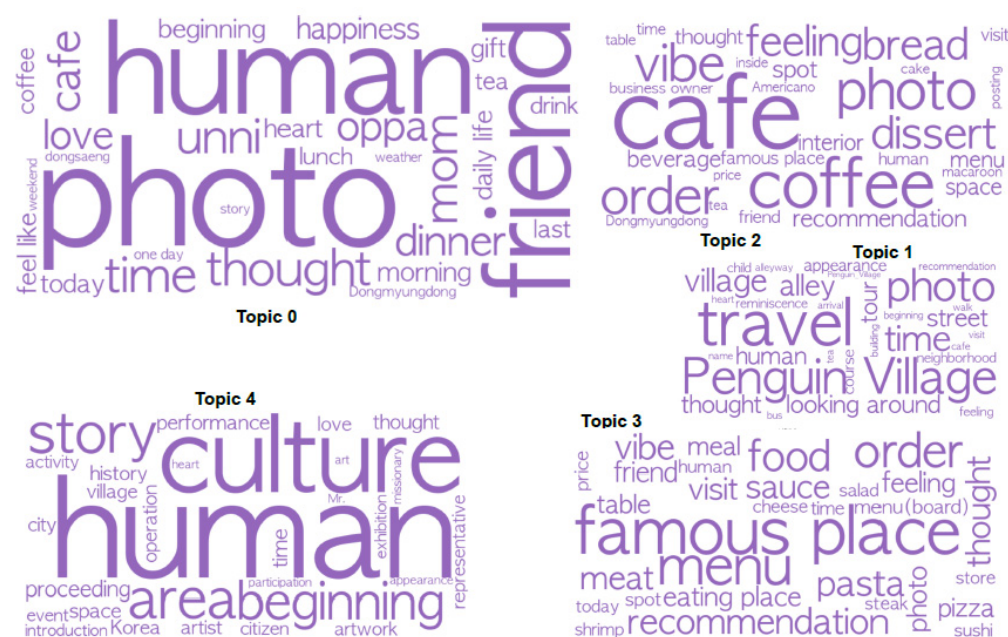 beginning happiness
coffee cafe human gift
tea
drink
love unni heart oppa mom daily life friend
dongsaeng lunch weather
weekend photo story
feel like dinner last
one day
today time thought morning
Dongmyungdong
Topic 0
table time thought feeling bread visit
vibe inside spot cake
business owner Americano photo posting
cafe interior dissert
beverage famous place human menu
price macaroon
order tea coffee space
Dongmyungdong friend recommendation
Topic 2
Topic 1
child alleyway appearance recommendation
village alley Penguin Village photo
heart reminiscence tour walk
travel arrival beginning street
building time visit
name human tea cafe
course neighborhood
Penguin Village
thought looking around
bus feeling
Topic 4
story performance love thought
culture
activity heart art missionary
history
village Mr.
city human
operation time exhibition representative
proceeding participation appearance
area beginning
event space
introduction Korea artist citizen artwork
Topic 3
vibe meal food order
price friend human thought
visit sauce salad feeling
table cheese time menu(board)
famous place
meat menu pasta photo store
today spot eating place steak pizza
shrimp recommendation sushi